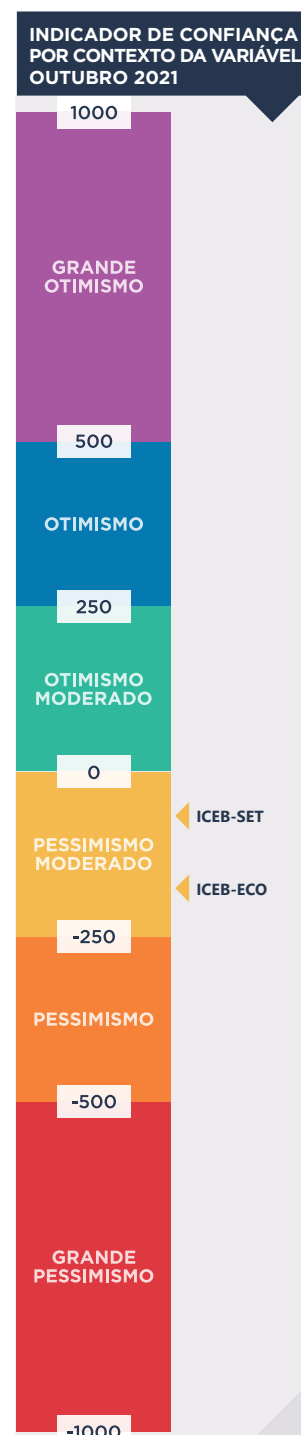 INDICADOR DE CONFIANÇA
POR CONTEXTO DA VARIÁVEL
OUTUBRO 2021
1000
GRANDE
OTIMISMO
500
OTIMISMO
250
OTIMISMO
MODERADO
0
ICEB-SET
PESSIMISMO
MODERADO
ICEB-ECO
-250
PESSIMISMO
-500
GRANDE
PESSIMISMO
-1000